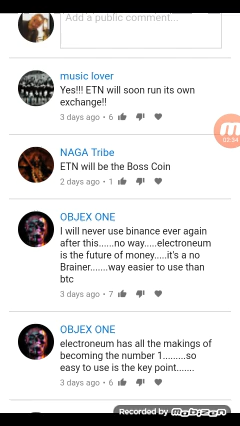 Add a public comment...
music lover
Yes!!! ETN will soon run its own
exchange!!
3 days ago • 6
02:54
NAGA Tribe
ETN will be the Boss Coin
2 days ago • 1
OBJEX ONE
I will never use binance ever again
after this......no way.....electroneum
is the future of money.....it's a no
Brainer.......way easier to use than
btc
3 days ago • 7
OBJEX ONE
electroneum has all the makings of
becoming the number 1.........so
easy to use is the key point.......
3 days ago • 6
Recorded by mobizen